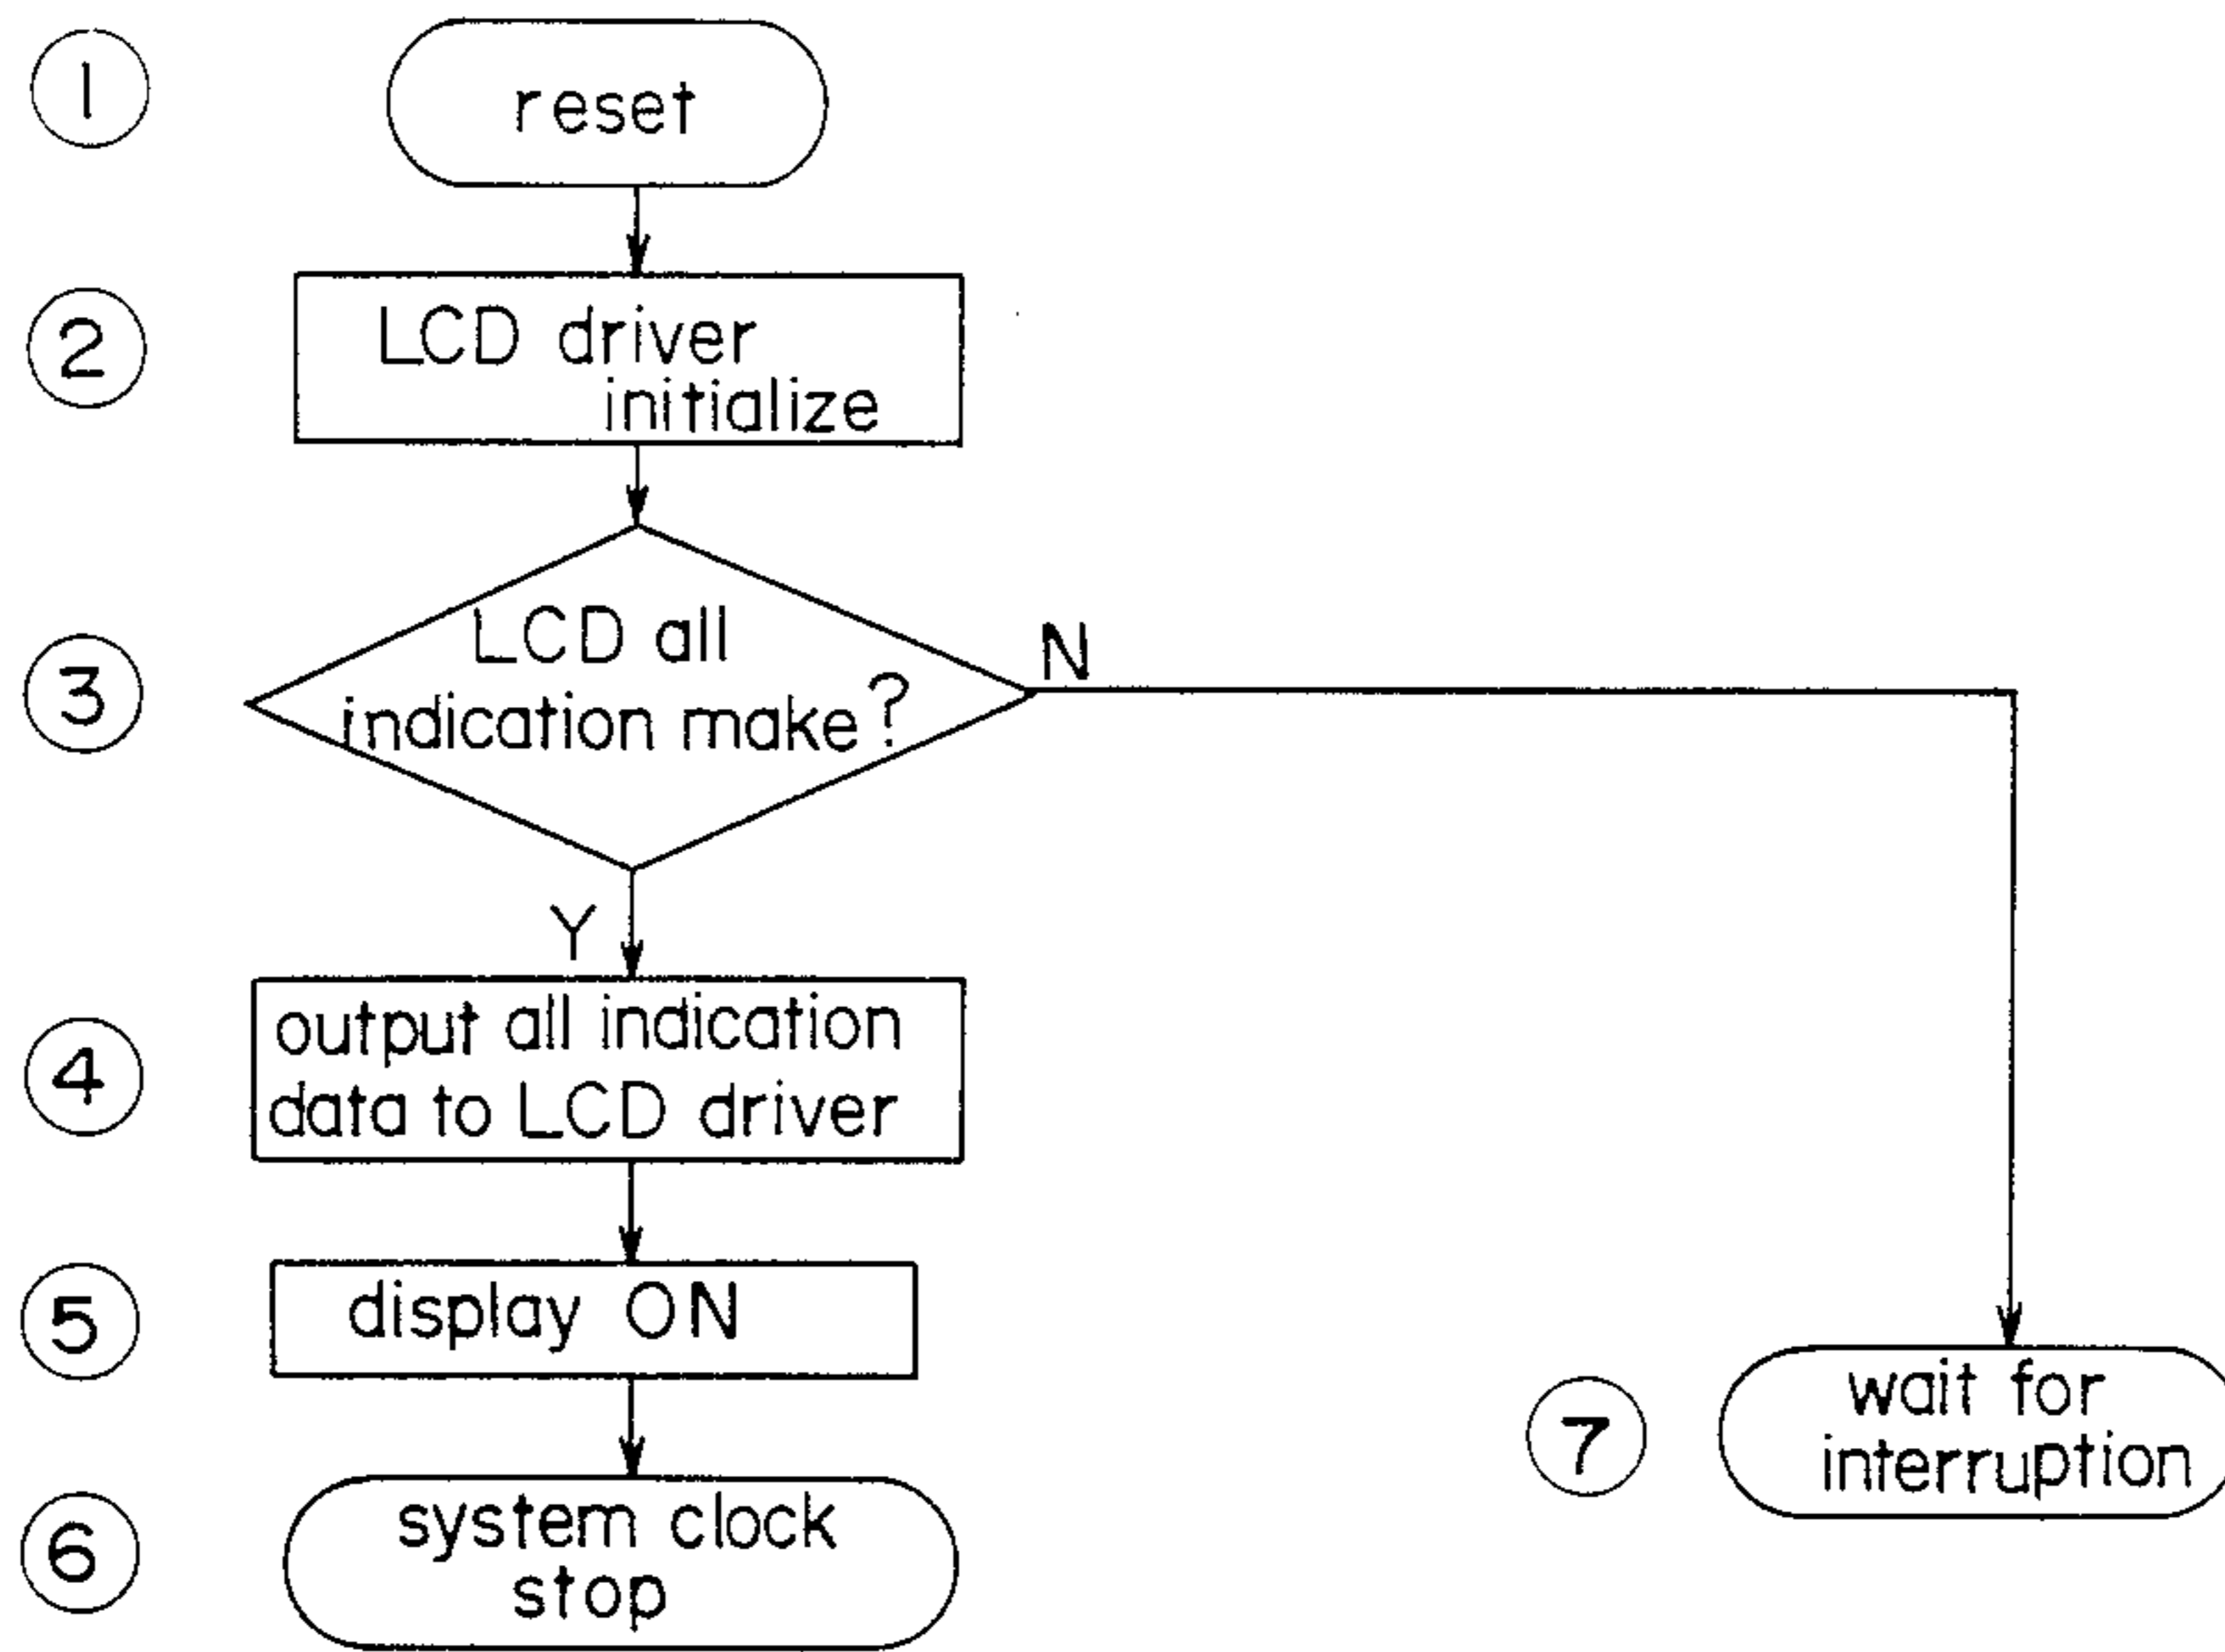 1
reset
2
LCD driver
initialize
3
LCD all
indication make?
N
Y
4
output all indication
data to LCD driver
5
display ON
6
system clock
stop
7
wait for
interruption